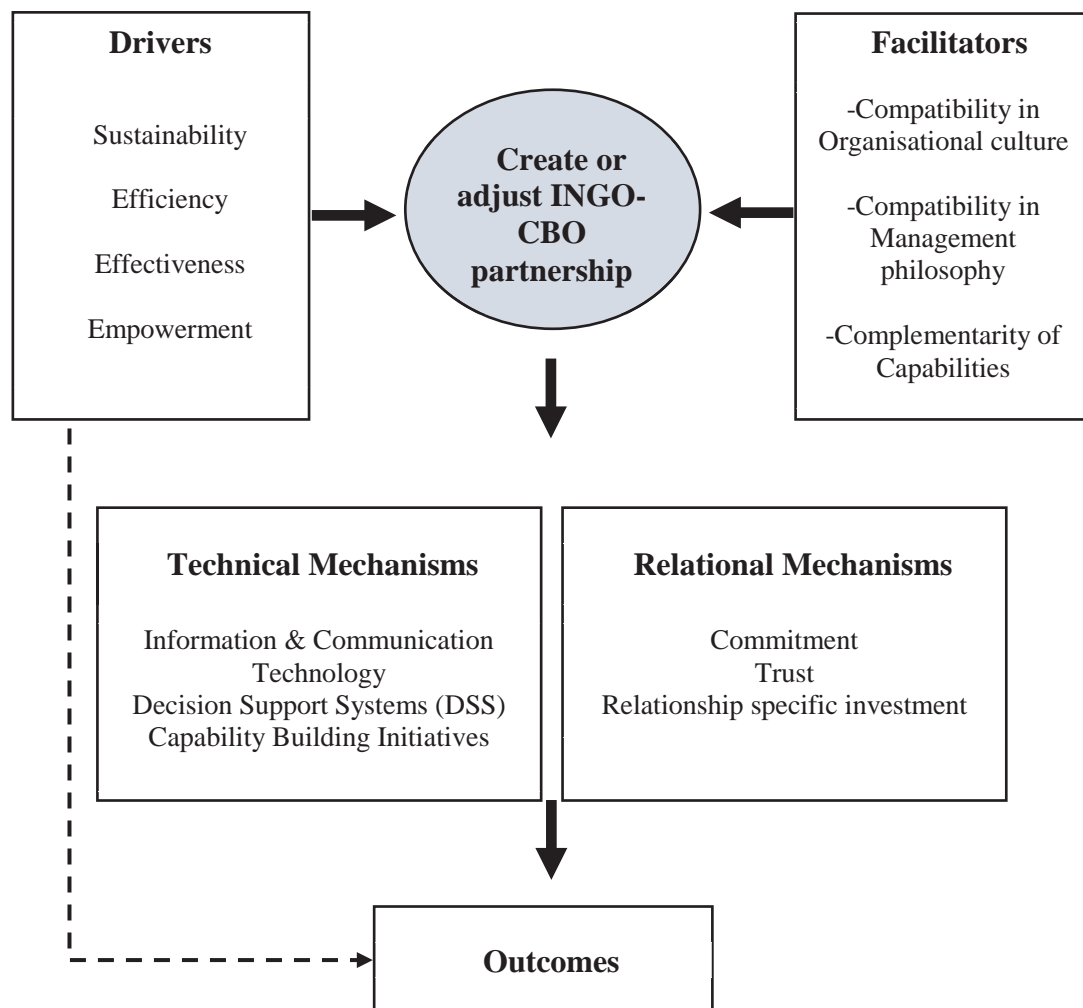 Drivers
Sustainability
Efficiency
Effectiveness
Empowerment
Create or
adjust INGO-
CBO
partnership
Facilitators
-Compatibility in
Organisational culture
-Compatibility in
Management
philosophy
-Complementarity of
Capabilities
Technical Mechanisms
Information & Communication
Technology
Decision Support Systems (DSS)
Capability Building Initiatives
Relational Mechanisms
Commitment
Trust
Relationship specific investment
Outcomes